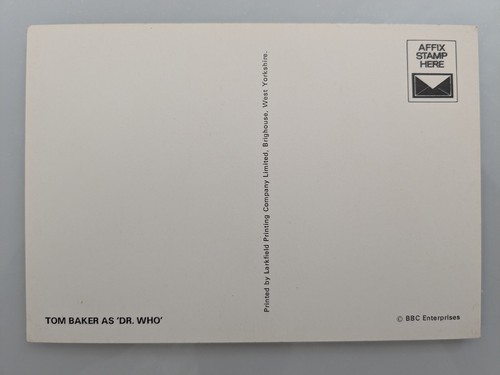 AFFIX
STAMP
HERE
Printed by Larkfield Printing Company Limited, Brighouse, West Yorkshire.
TOM BAKER AS 'DR. WHO'
© BBC Enterprises